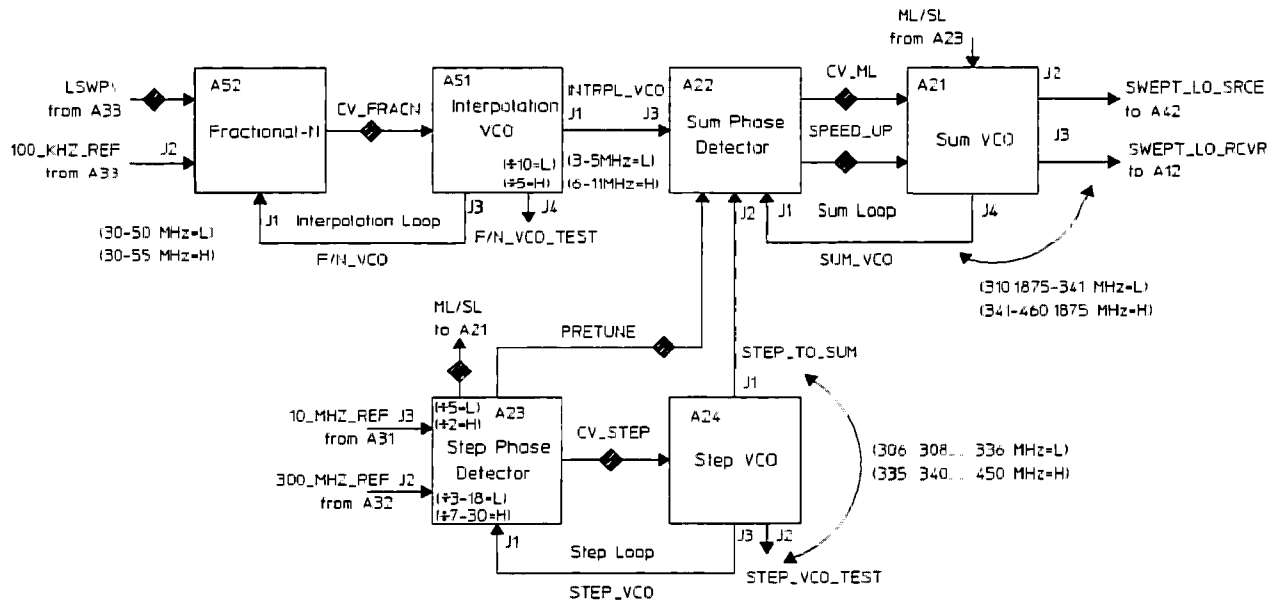 ML/SL
from A23
LSWP\
from A33
A52
Fractional-N
CV_FRACN
A51
Interpolation
VCO
(÷10=L)
(÷5=H)
INTRPL_VCO
J1
J3
(3-5MHz=L)
(6-11MHz=H)
A22
Sum Phase
Detector
CV_ML
SPEED_UP
A21
Sum VCO
J2
SWEPT_LO_SRCE
to A42
J3
SWEPT_LO_RCVR
to A12
100_KHZ_REF
from A33
J2
J1
Interpolation Loop
J3
J4
F/N_VCO_TEST
F/N_VCO
(30-50 MHz=L)
(30-55 MHz=H)
J2
J1
Sum Loop
J4
SUM_VCO
(310 1875-341 MHz=L)
(341-460 1875 MHz=H)
ML/SL
to A21
PRETUNE
STEP_TO_SUM
J1
10_MHZ_REF
from A31
J3
(÷5=L)
(÷2=H)
A23
Step Phase
Detector
(÷3-18=L)
(÷7-30=H)
CV_STEP
A24
Step VCO
300_MHZ_REF
from A32
J2
(306 308... 336 MHz=L)
(335 340... 450 MHz=H)
J1
Step Loop
J3
J2
STEP_VCO
STEP_VCO_TEST